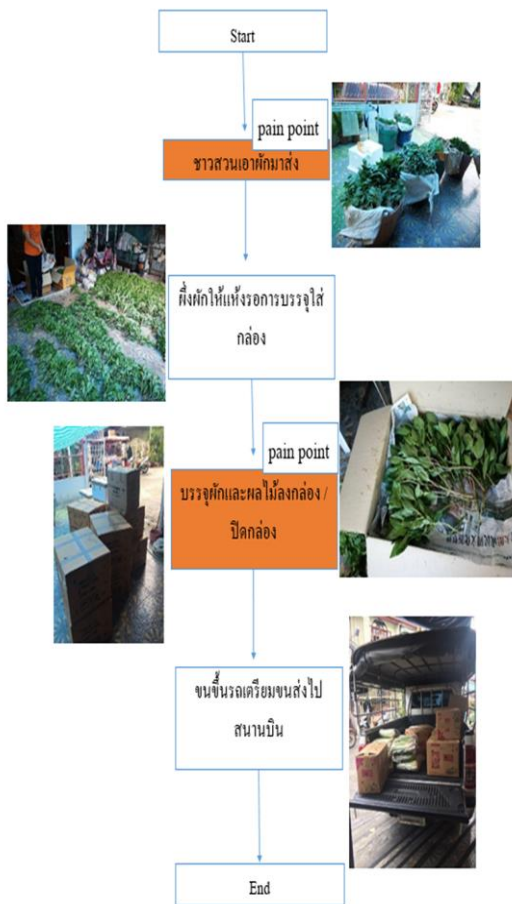 Start
pain point
ชาวสวนเอาผักมาส่ง
ผึ่งผักให้แห้งรอการบรรจุใส่
กล่อง
pain point
บรรจุผักและผลไม้ลงกล่อง /
ปิดกล่อง
ขนขึ้นรถเตรียมขนส่งไป
สนานบิน
End